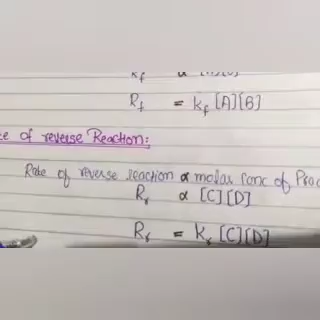 R_f = k_f [A][B]
of reverse Reaction:
Rate of reverse reaction α molar conc of
R_r α [C][D]
R_r = k_r [C][D]